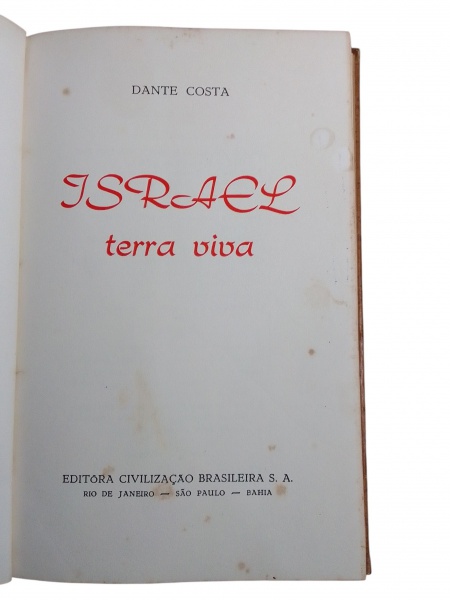 DANTE COSTA
ISRAEL
terra viva
EDITÔRA CIVILIZAÇÃO BRASILEIRA S. A.
RIO DE JANEIRO — SÃO PAULO — BAHIA